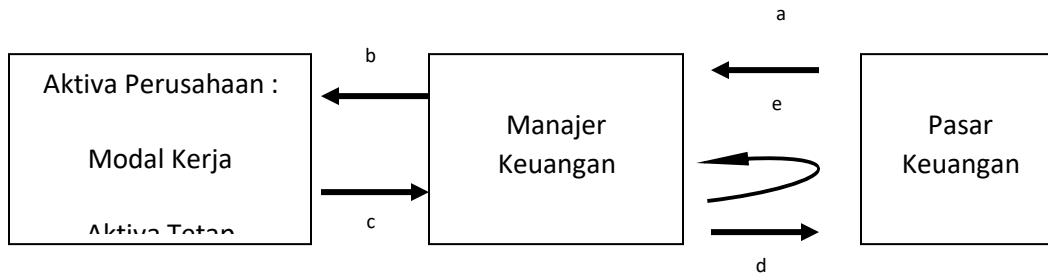 a
b
Aktiva Perusahaan :
Modal Kerja
Aktiva Tetap
Manajer
Keuangan
e
Pasar
Keuangan
c
d